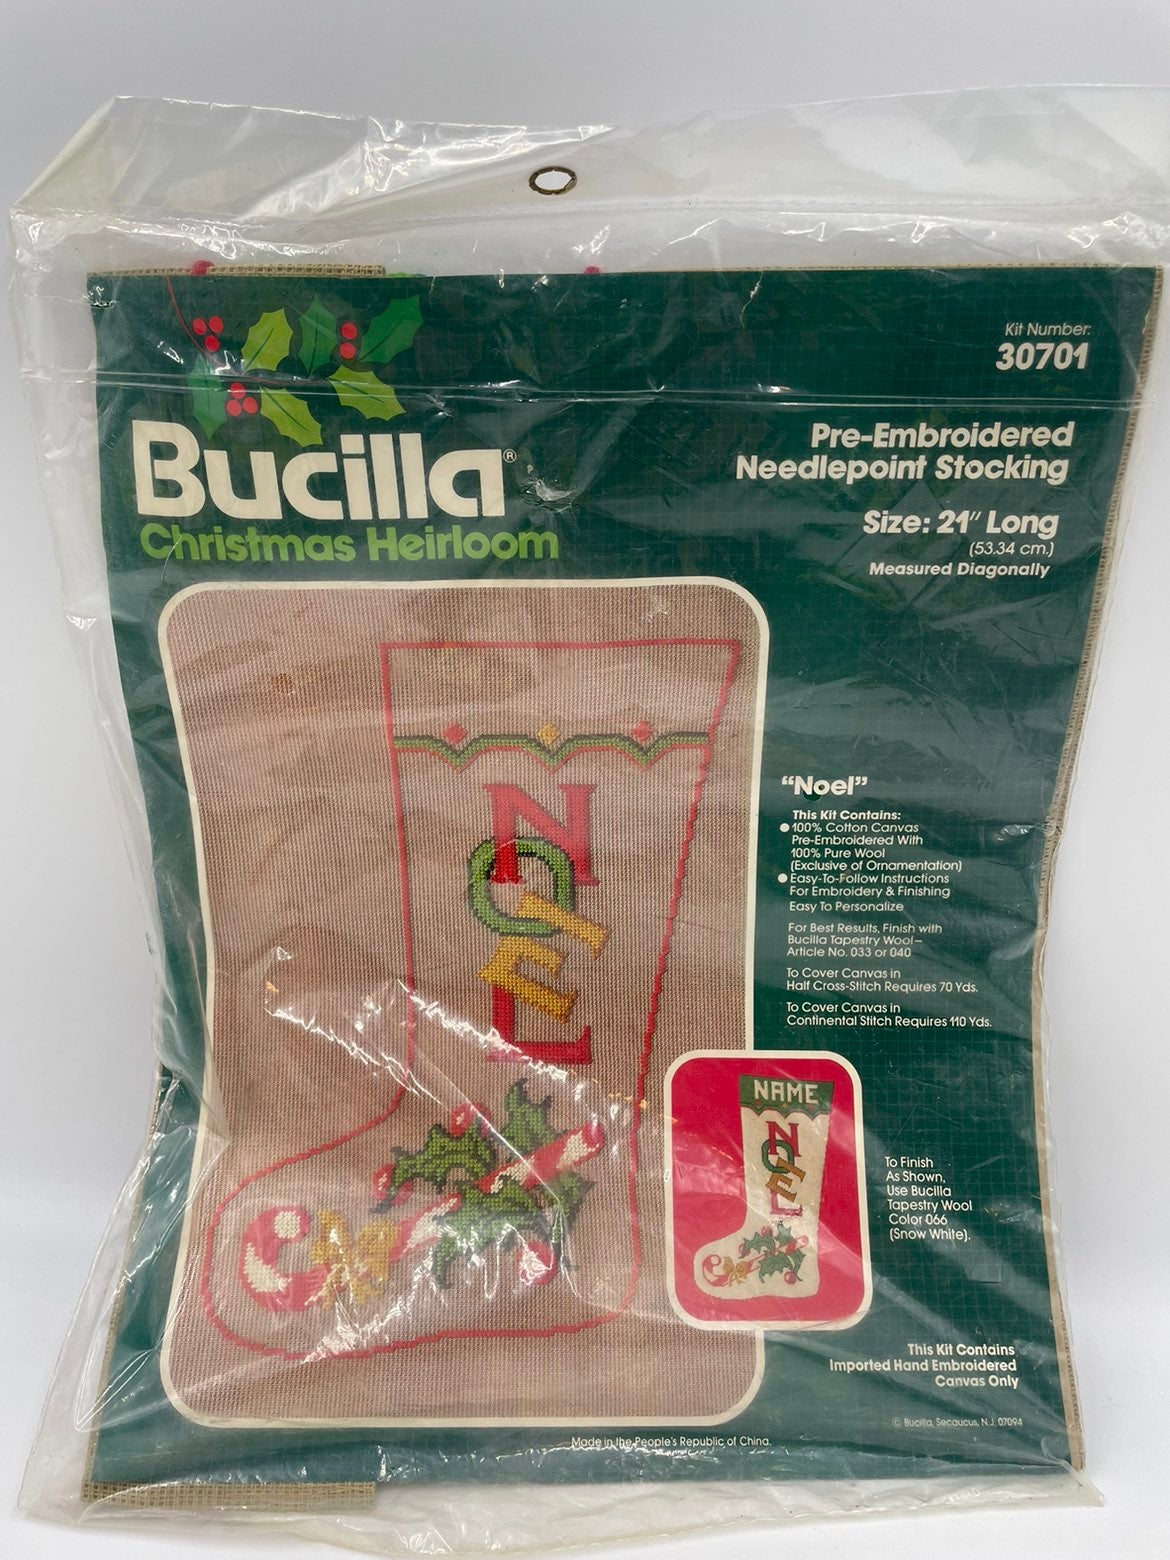 Kit Number:
30701
Bucilla®
Christmas Heirloom
Pre-Embroidered
Needlepoint Stocking
Size: 21" Long
(53.34 cm.)
Measured Diagonally
NOEL
"Noel"
This Kit Contains:
● 100% Cotton Canvas
Pre-Embroidered With
100% Pure Wool
(Exclusive of Ornamentation)
● Easy-To-Follow Instructions
For Embroidery & Finishing
Easy To Personalize
For Best Results, Finish with
Bucilla Tapestry Wool—
Article No. 033 or 040
To Cover Canvas in
Half Cross-Stitch Requires 70 Yds.
To Cover Canvas in
Continental Stitch Requires 110 Yds.
NAME
NOEL
To Finish
As Shown,
Use Bucilla
Tapestry Wool
Color 066
(Snow White).
This Kit Contains
Imported Hand Embroidered
Canvas Only
© Bucilla, Secaucus, N.J. 07094
Made in the People's Republic of China.